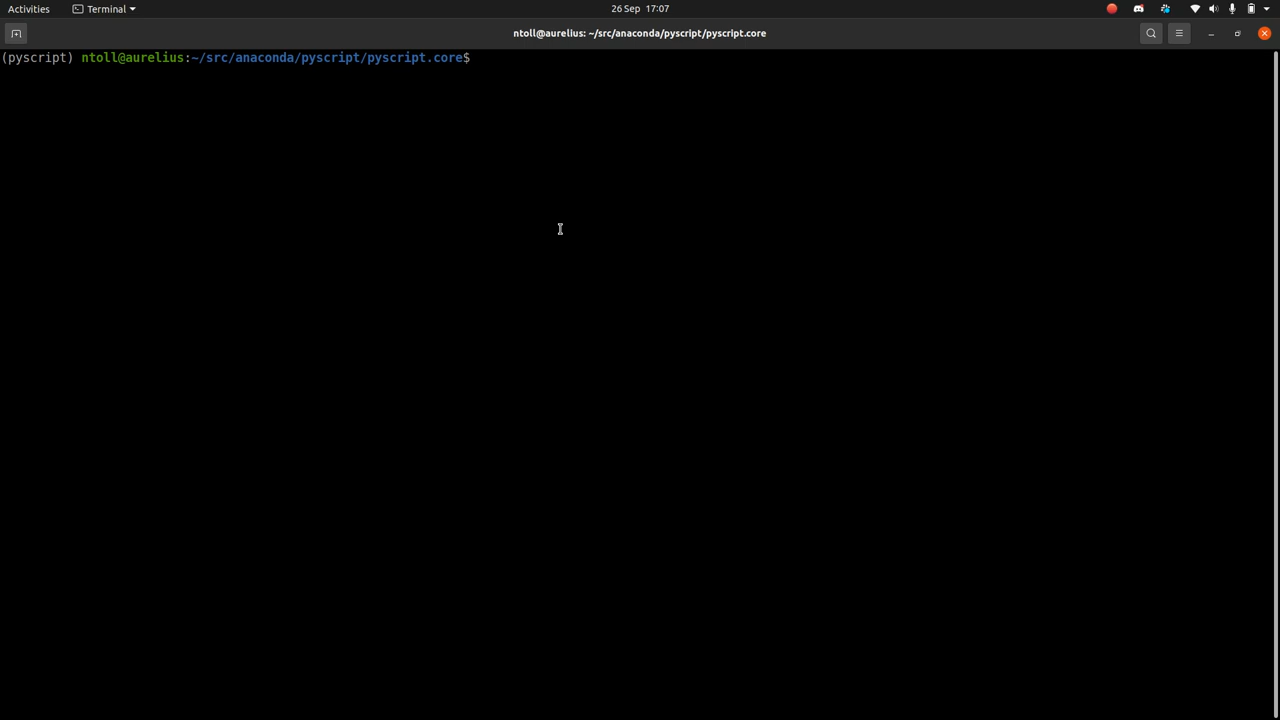 Activities Terminal 26 Sep 17:07
ntoll@aurelius: ~/src/anaconda/pyscript/pyscript.core
(pyscript) ntoll@aurelius:~/src/anaconda/pyscript/pyscript.core$